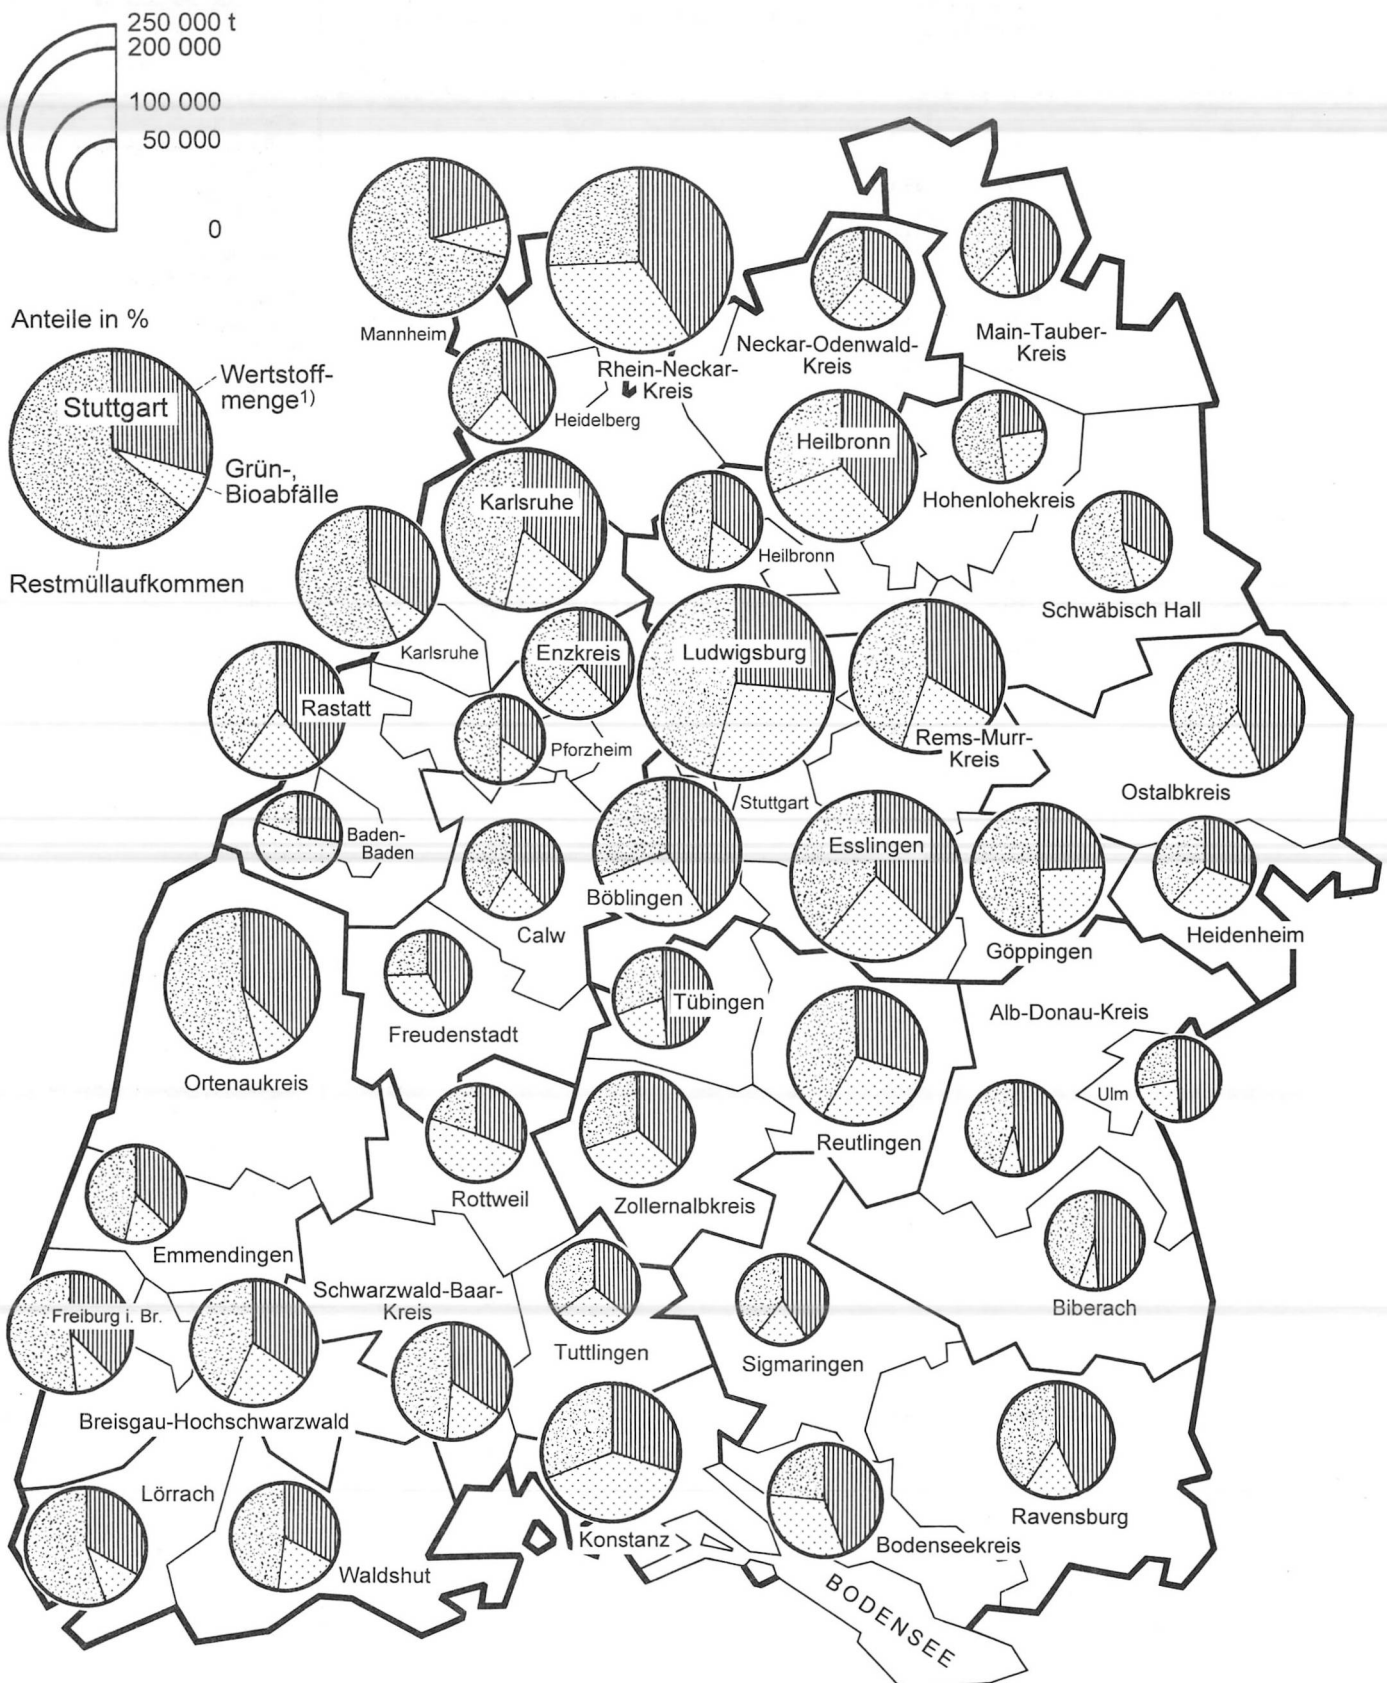 250 000 t
200 000
100 000
50 000
0
Anteile in %
Stuttgart
Wertstoff-
menge¹⁾
Grün-,
Bioabfälle
Restmüllaufkommen
Mannheim
Rhein-Neckar-
Kreis
Neckar-Odenwald-
Kreis
Main-Tauber-
Kreis
Heidelberg
Heilbronn
Hohenlohekreis
Karlsruhe
Heilbronn
Schwäbisch Hall
Karlsruhe
Enzkreis
Ludwigsburg
Rastatt
Pforzheim
Rems-Murr-
Kreis
Ostalbkreis
Stuttgart
Baden-
Baden
Böblingen
Esslingen
Calw
Göppingen
Heidenheim
Tübingen
Freudenstadt
Alb-Donau-Kreis
Ortenaukreis
Ulm
Reutlingen
Rottweil
Zollernalbkreis
Emmendingen
Schwarzwald-Baar-
Kreis
Freiburg i. Br.
Biberach
Tuttlingen
Sigmaringen
Breisgau-Hochschwarzwald
Lörrach
Ravensburg
Konstanz
Bodenseekreis
Waldshut
BODENSEE